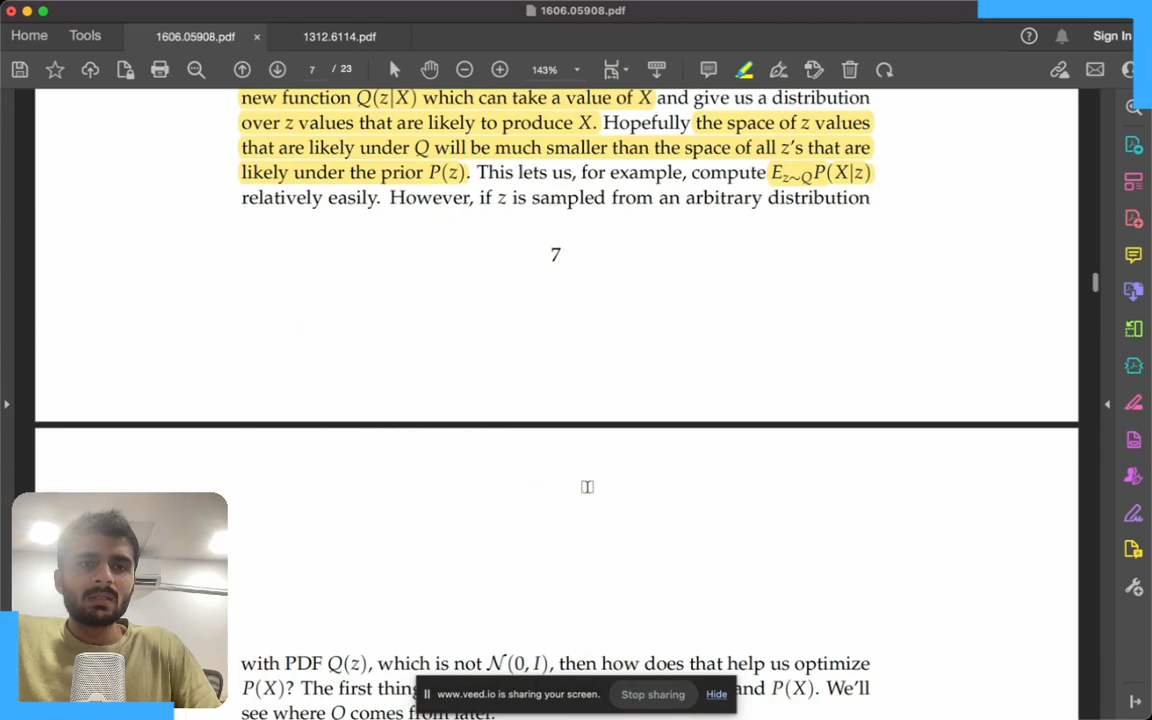 1606.05908.pdf
Home Tools 1606.05908.pdf × 1312.6114.pdf Sign In
7 / 23 143%
new function Q(z|X) which can take a value of X and give us a distribution
over z values that are likely to produce X. Hopefully the space of z values
that are likely under Q will be much smaller than the space of all z's that are
likely under the prior P(z). This lets us, for example, compute E_{z∼Q}P(X|z)
relatively easily. However, if z is sampled from an arbitrary distribution
7
with PDF Q(z), which is not 𝒩(0, I), then how does that help us optimize
P(X)? The first thing and P(X). We'll
see where Q comes from later.
www.veed.io is sharing your screen. Stop sharing Hide